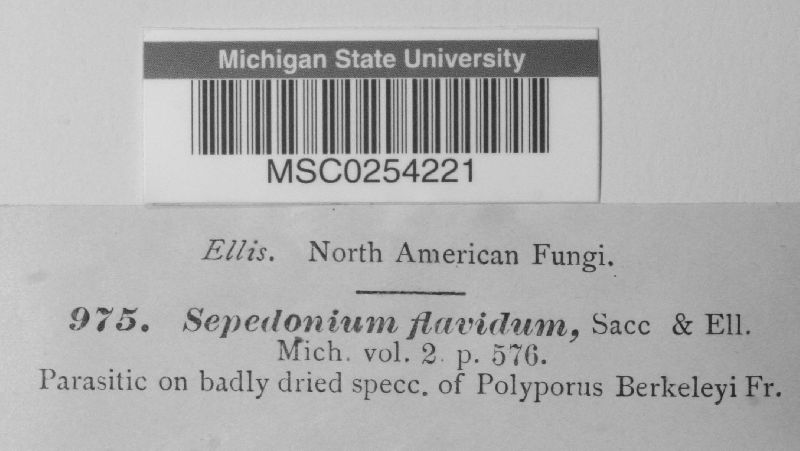 Michigan State University
MSC0254221
Ellis. North American Fungi.
975. Sepedonium flavidum, Sacc & Ell.
Mich. vol. 2. p. 576.
Parasitic on badly dried specc. of Polyporus Berkeleyi Fr.